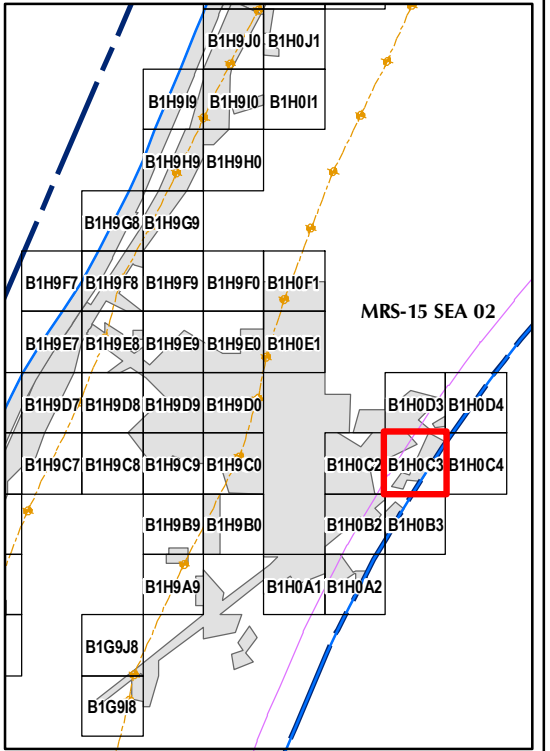 B1H9J0 B1H0J1
B1H9I9 B1H9I0 B1H0I1
B1H9H9 B1H9H0
B1H9G8 B1H9G9
B1H9F7 B1H9F8 B1H9F9 B1H9F0 B1H0F1
MRS-15 SEA 02
B1H9E7 B1H9E8 B1H9E9 B1H9E0 B1H0E1
B1H9D7 B1H9D8 B1H9D9 B1H9D0 B1H0D3 B1H0D4
B1H9C7 B1H9C8 B1H9C9 B1H9C0 B1H0C2 B1H0C3 B1H0C4
B1H9B9 B1H9B0 B1H0B2 B1H0B3
B1H9A9 B1H0A1 B1H0A2
B1G9J8
B1G9I8